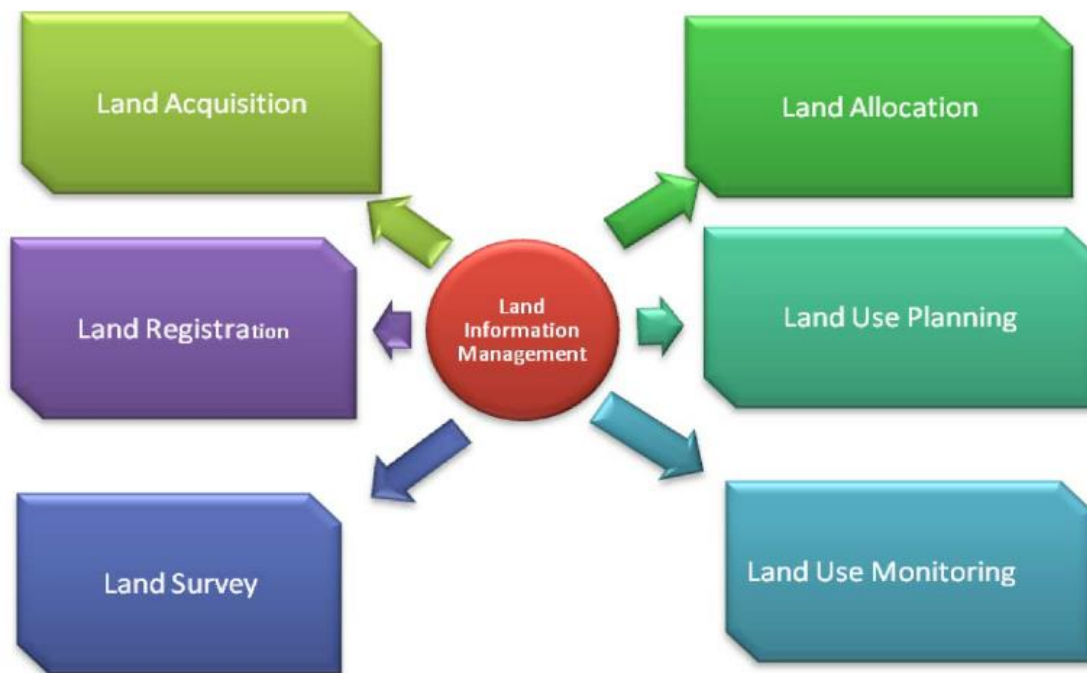 Land Acquisition
Land Allocation
Land Registration
Land
Information
Management
Land Use Planning
Land Survey
Land Use Monitoring